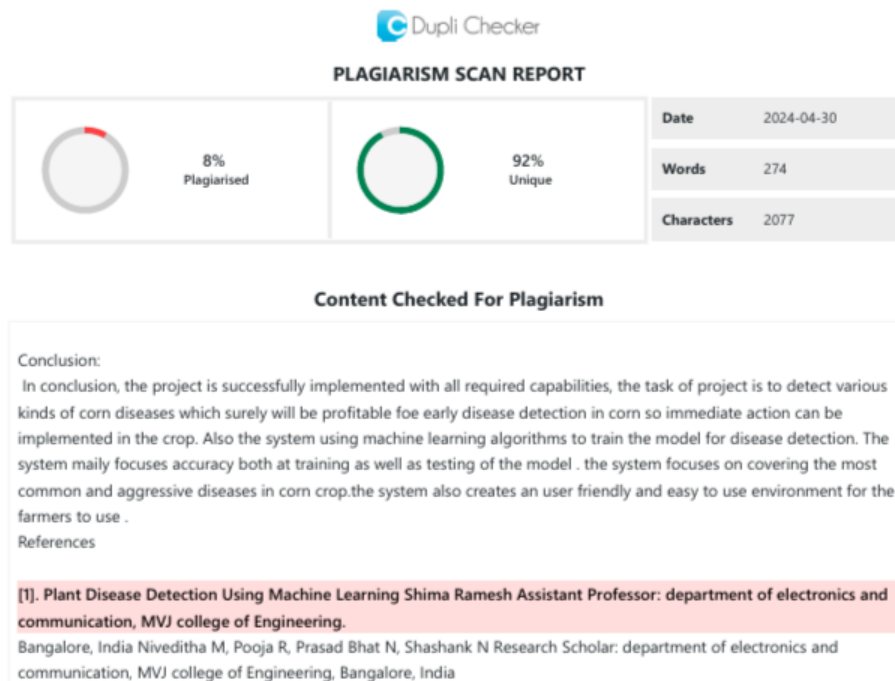 Dupli Checker
PLAGIARISM SCAN REPORT
8%
Plagiarised
92%
Unique
Date 2024-04-30
Words 274
Characters 2077
Content Checked For Plagiarism
Conclusion:
In conclusion, the project is successfully implemented with all required capabilities, the task of project is to detect various
kinds of corn diseases which surely will be profitable foe early disease detection in corn so immediate action can be
implemented in the crop. Also the system using machine learning algorithms to train the model for disease detection. The
system maily focuses accuracy both at training as well as testing of the model . the system focuses on covering the most
common and aggressive diseases in corn crop.the system also creates an user friendly and easy to use environment for the
farmers to use .
References
[1]. Plant Disease Detection Using Machine Learning Shima Ramesh Assistant Professor: department of electronics and
communication, MVJ college of Engineering.
Bangalore, India Niveditha M, Pooja R, Prasad Bhat N, Shashank N Research Scholar: department of electronics and
communication, MVJ college of Engineering, Bangalore, India